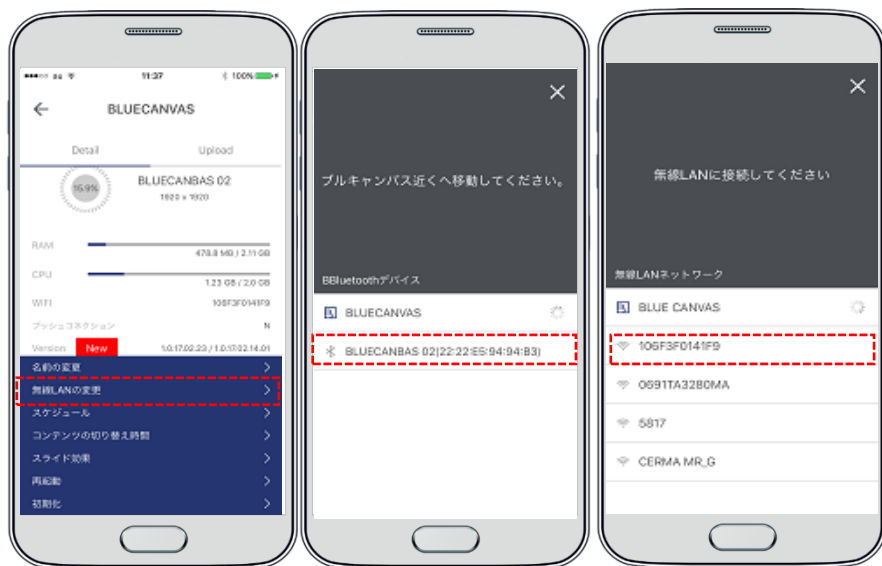 au 11:37 100%
BLUECANVAS
Detail Upload
16.9%
BLUECANBAS 02
1920 x 1920
RAM
478.8 MB / 2.11 GB
CPU
1.23 GB / 2.0 GB
WIFI 106F3F0141F9
プッシュコネクション N
Version New 1.0.17.02.23 / 1.0.17.02.14.01
名前の変更
無線LANの変更
スケジュール
コンテンツの切り替え時間
スライド効果
再起動
初期化
ブルキャンバス近くへ移動してください。
BBluetoothデバイス
BLUECANVAS
BLUECANBAS 02(22:22:E5:94:94:B3)
無線LANに接続してください
無線LANネットワーク
BLUE CANVAS
106F3F0141F9
0691TA3280MA
5817
CERMA MR_G